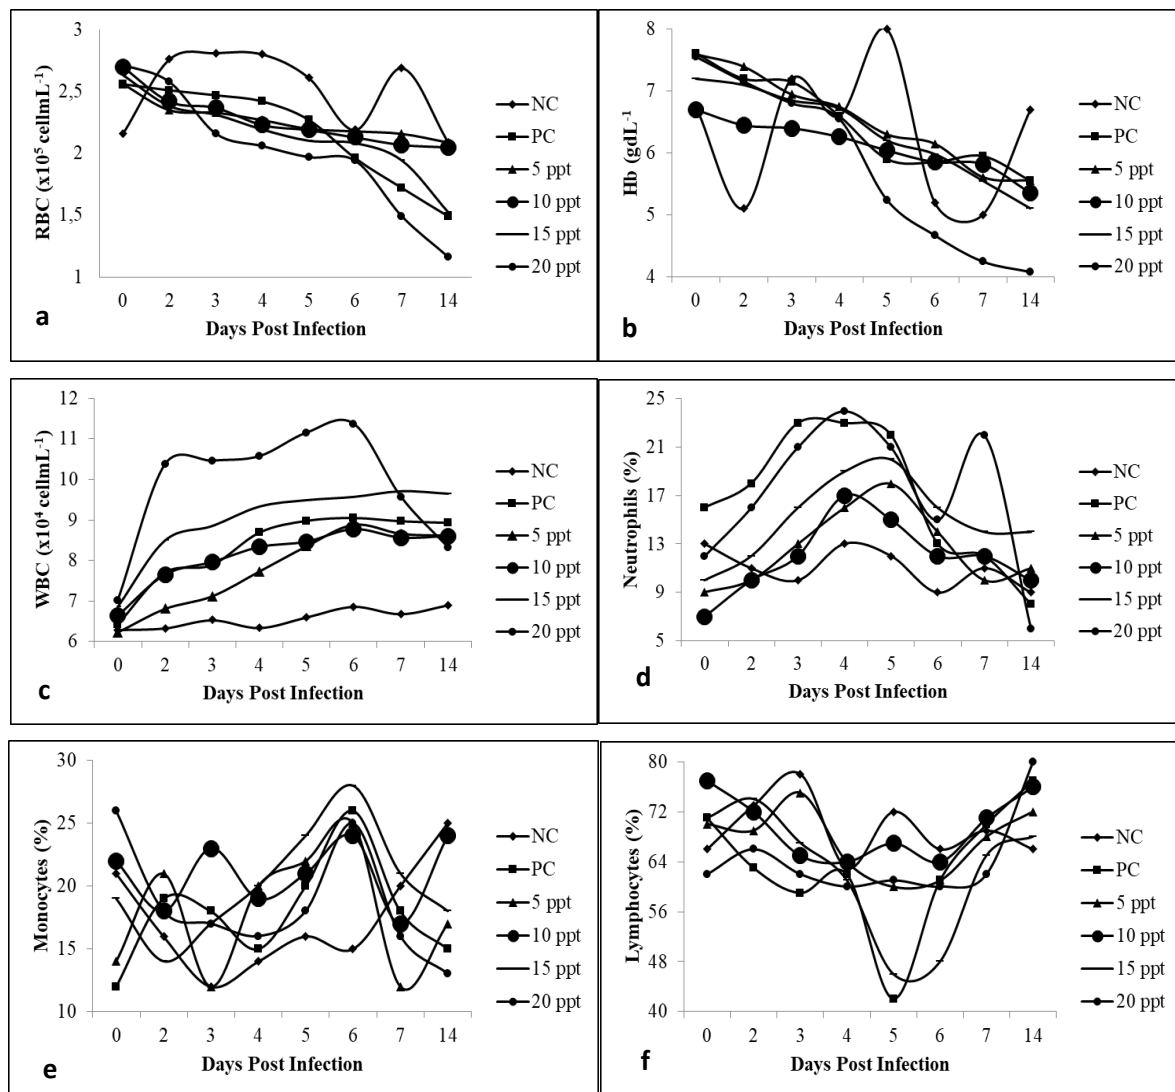 3
2,5
2
1,5
1
RBC (x10⁵ cellmL⁻¹)
0 2 3 4 5 6 7 14
Days Post Infection
a
NC
PC
5 ppt
10 ppt
15 ppt
20 ppt
8
7
6
5
4
Hb (gdL⁻¹)
0 2 3 4 5 6 7 14
Days Post Infection
b
NC
PC
5 ppt
10 ppt
15 ppt
20 ppt
12
11
10
9
8
7
6
WBC (x10⁴ cellmL⁻¹)
0 2 3 4 5 6 7 14
Days Post Infection
c
NC
PC
5 ppt
10 ppt
15 ppt
20 ppt
25
21
17
13
9
5
Neutrophils (%)
0 2 3 4 5 6 7 14
Days Post Infection
d
NC
PC
5 ppt
10 ppt
15 ppt
20 ppt
30
25
20
15
10
Monocytes (%)
0 2 3 4 5 6 7 14
Days Post Infection
e
NC
PC
5 ppt
10 ppt
15 ppt
20 ppt
80
72
64
56
48
40
Lymphocytes (%)
0 2 3 4 5 6 7 14
Days Post Infection
f
NC
PC
5 ppt
10 ppt
15 ppt
20 ppt